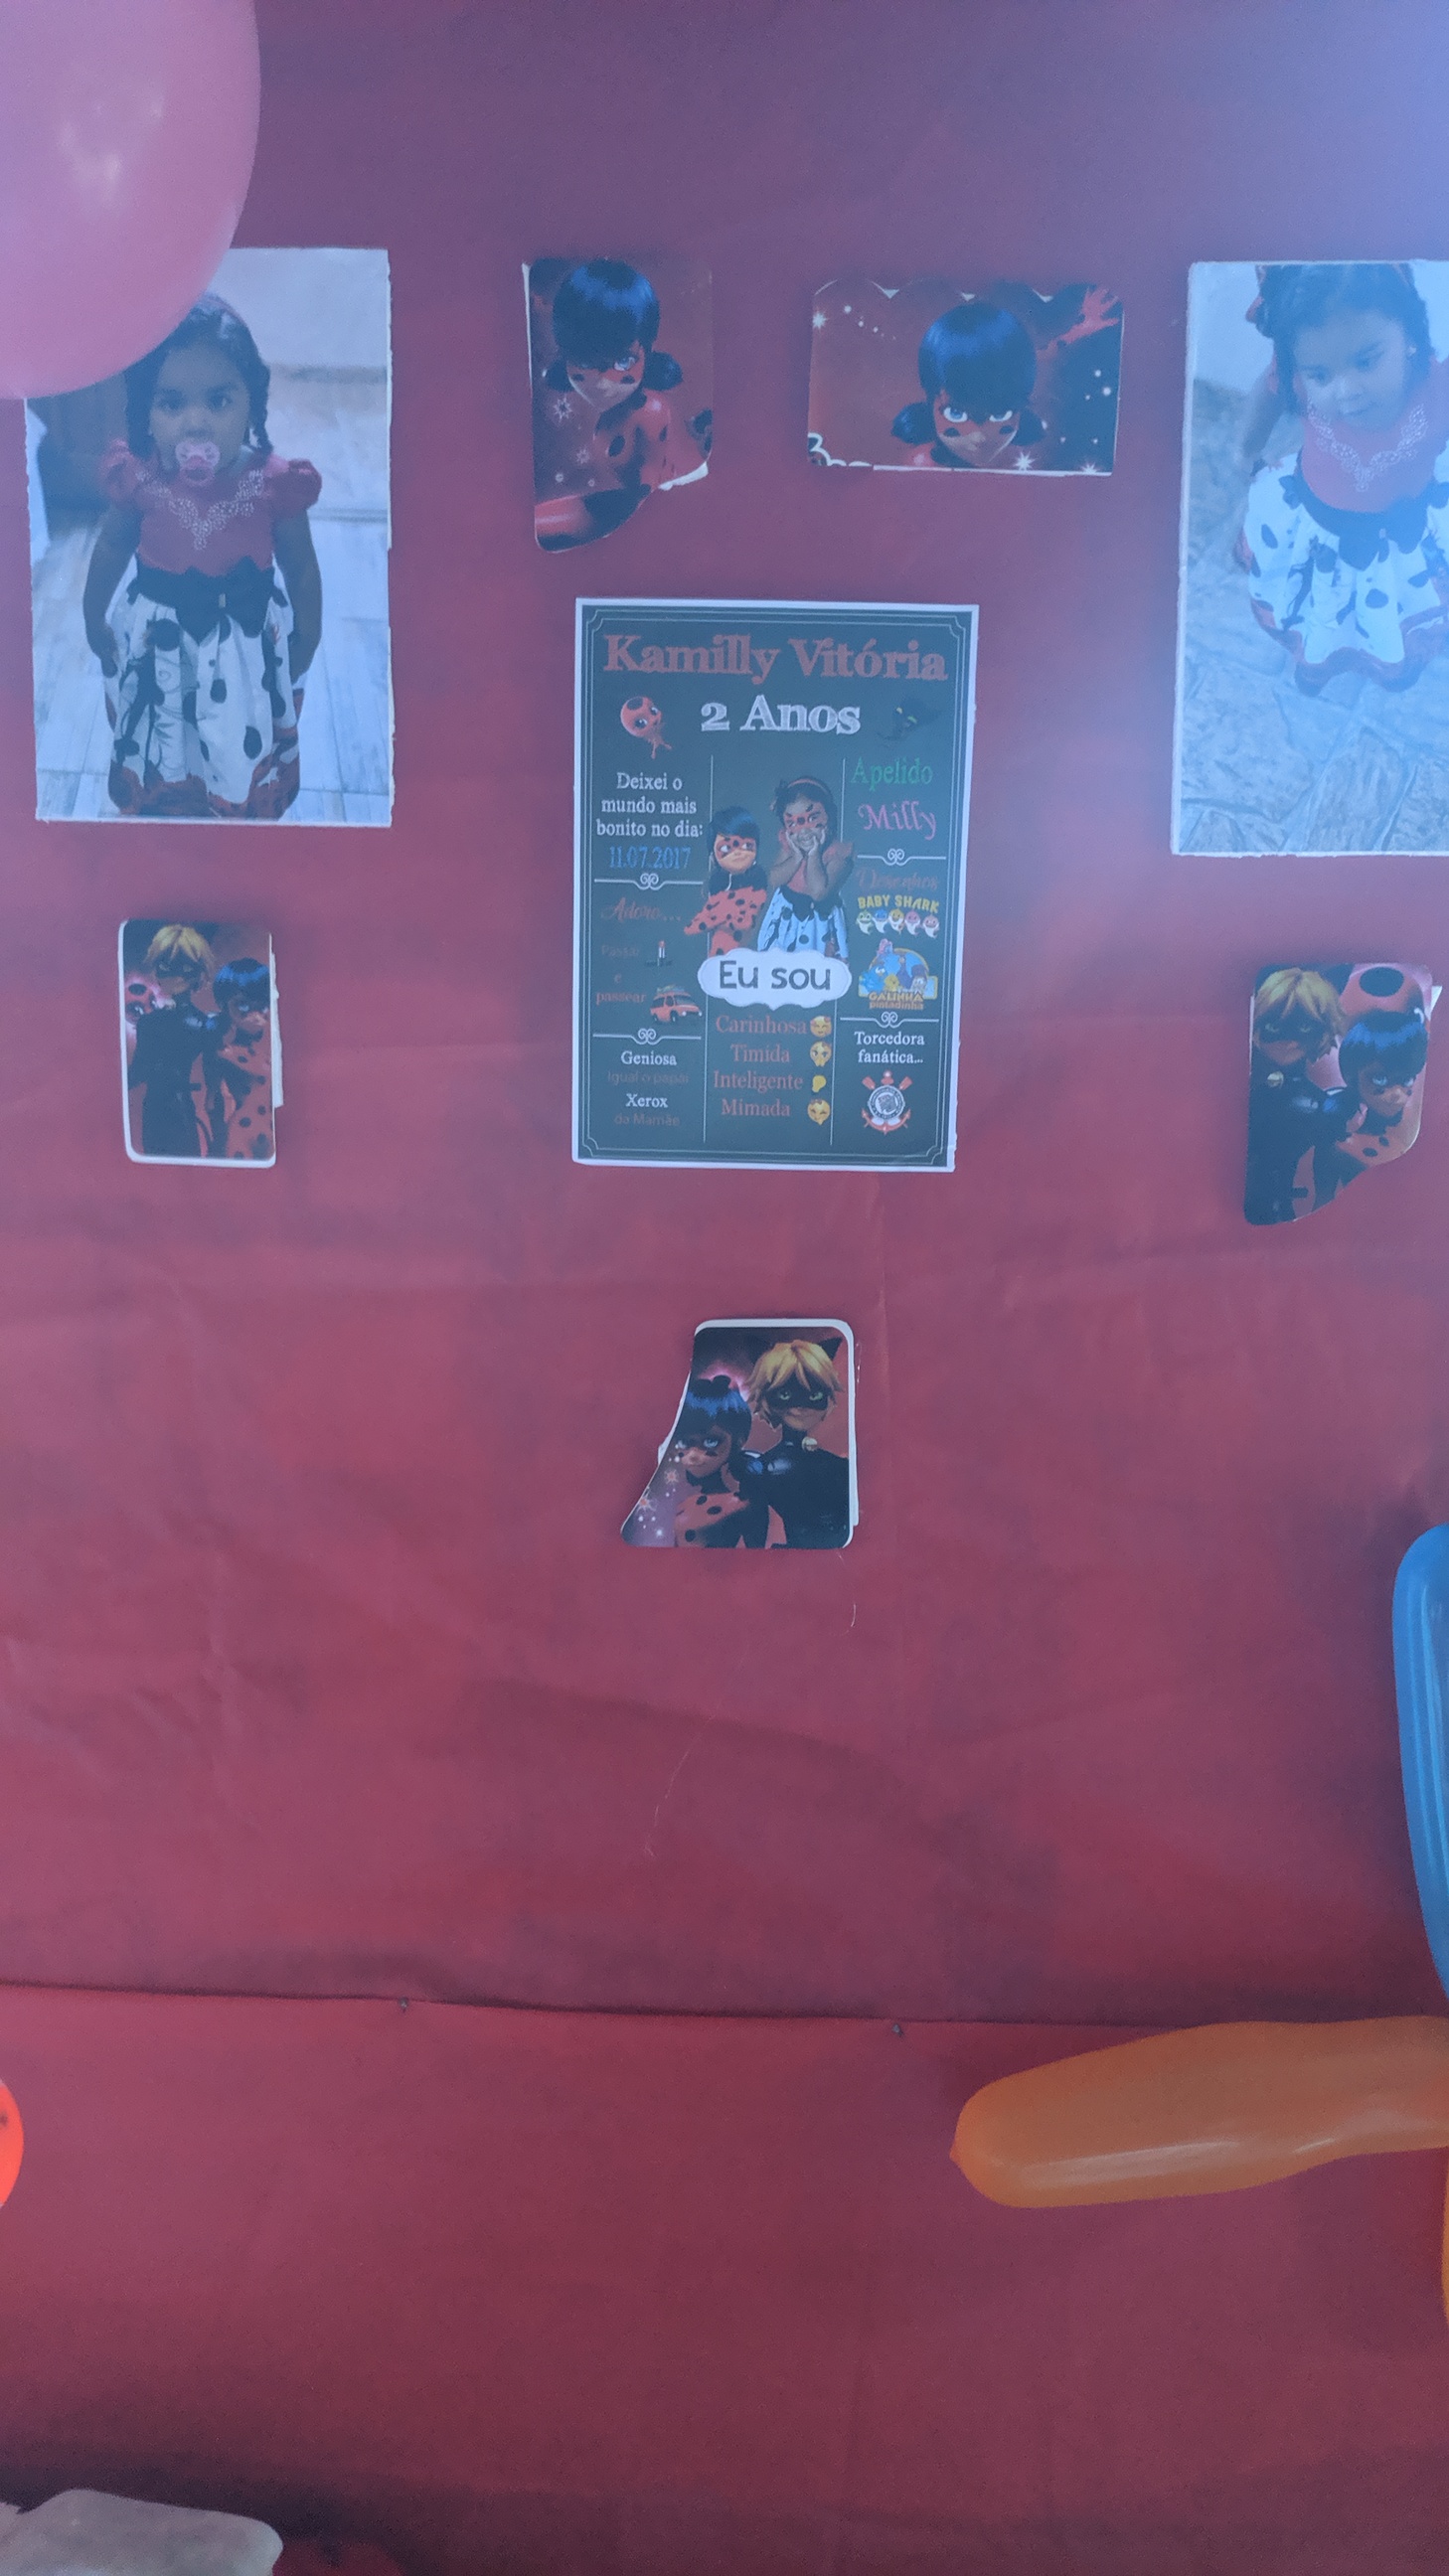 Kamilly Vitória
2 Anos
Deixei o
mundo mais
bonito no dia:
11.07.2017
Adoro...
Passar
e
passear
Geniosa
Igual o papai
Xerox
da Mamãe
Eu sou
Carinhosa
Timida
Inteligente
Mimada
Apelido
Milly
Desenhos
BABY SHARK
GALINHA
Pintadinha
Torcedora
fanática...